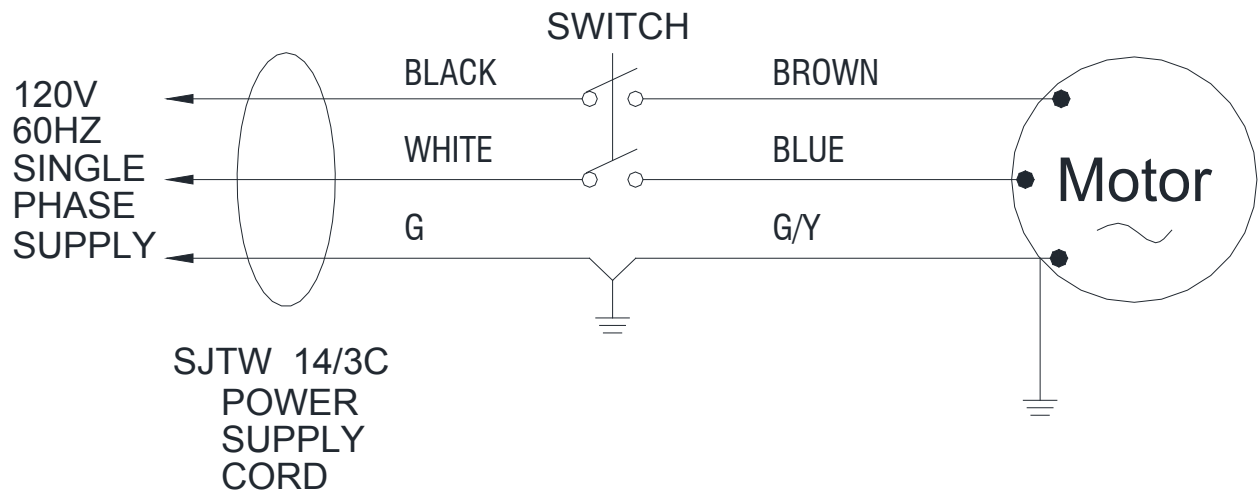 SWITCH
BLACK BROWN
120V
60HZ
WHITE BLUE
SINGLE
PHASE
G G/Y
SUPPLY
Motor
SJTW 14/3C
POWER
SUPPLY
CORD